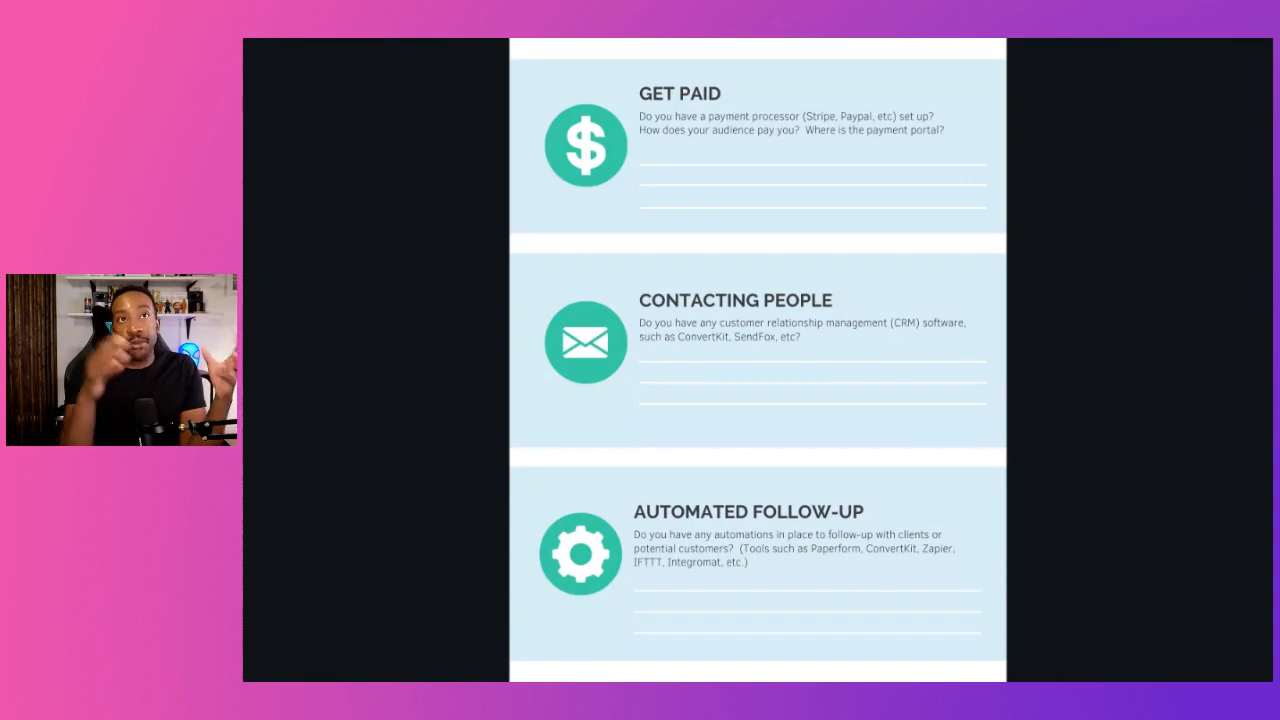 GET PAID
Do you have a payment processor (Stripe, Paypal, etc) set up?
How does your audience pay you?  Where is the payment portal?
CONTACTING PEOPLE
Do you have any customer relationship management (CRM) software,
such as ConvertKit, SendFox, etc?
AUTOMATED FOLLOW-UP
Do you have any automations in place to follow-up with clients or
potential customers?  (Tools such as Paperform, ConvertKit, Zapier,
IFTTT, Integromat, etc.)